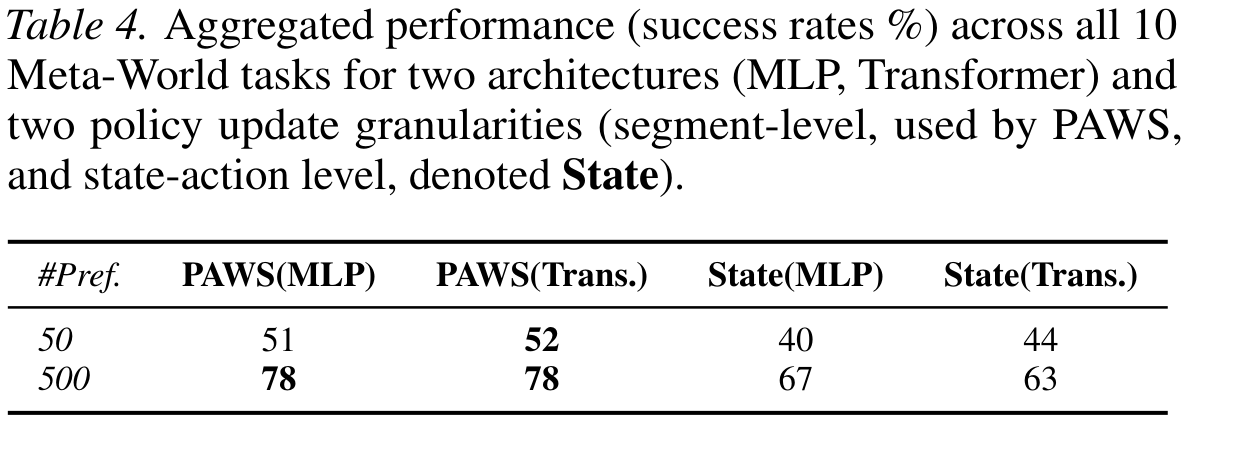 Table 4. Aggregated performance (success rates %) across all 10
Meta-World tasks for two architectures (MLP, Transformer) and
two policy update granularities (segment-level, used by PAWS,
and state-action level, denoted State).
#Pref. PAWS(MLP) PAWS(Trans.) State(MLP) State(Trans.)
50 51 52 40 44
500 78 78 67 63